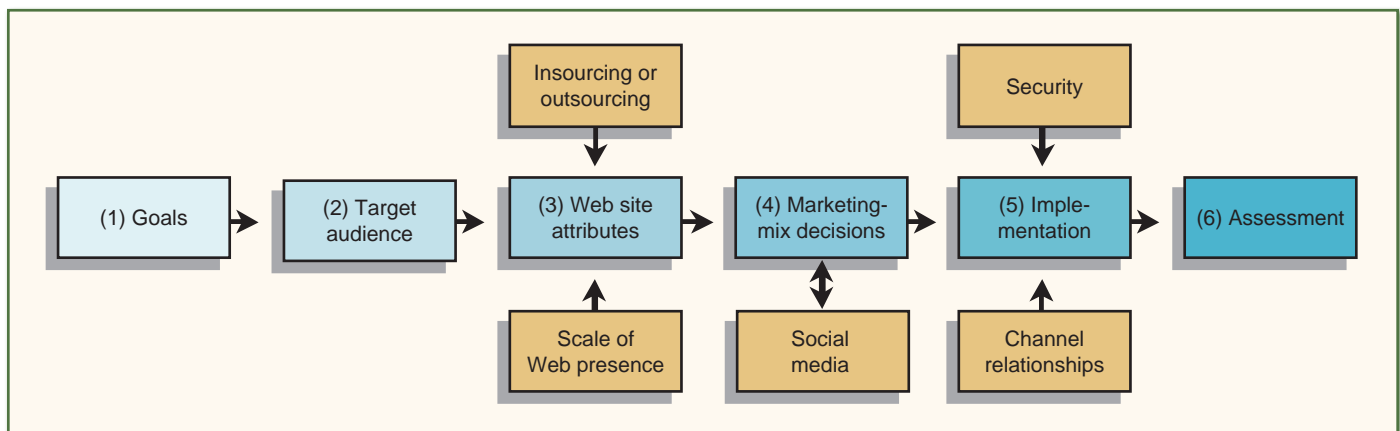 Insourcing or
outsourcing
Security
(1) Goals
(2) Target
audience
(3) Web site
attributes
(4) Marketing-
mix decisions
(5) Imple-
mentation
(6) Assessment
Scale of
Web presence
Social
media
Channel
relationships